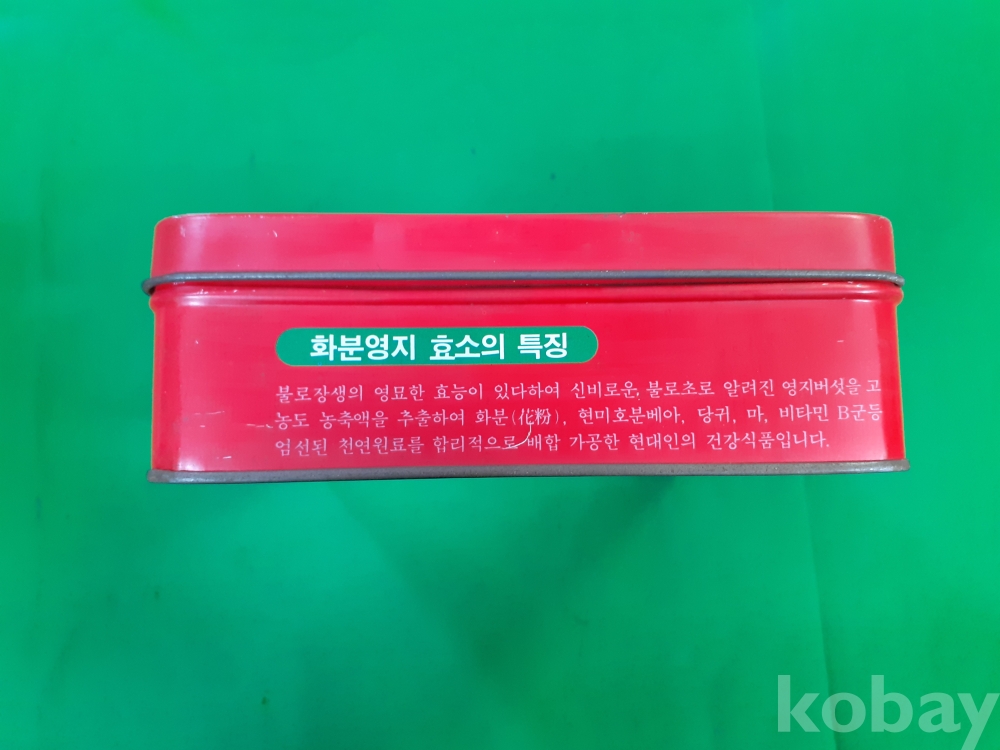 화분영지 효소의 특징
불로장생의 영묘한 효능이 있다하여 신비로운, 불로초로 알려진 영지버섯을 고
농도 농축액을 추출하여 화분(花粉), 현미호분베아, 당귀, 마, 비타민 B군등
엄선된 천연원료를 합리적으로 배합 가공한 현대인의 건강식품입니다.
kobay